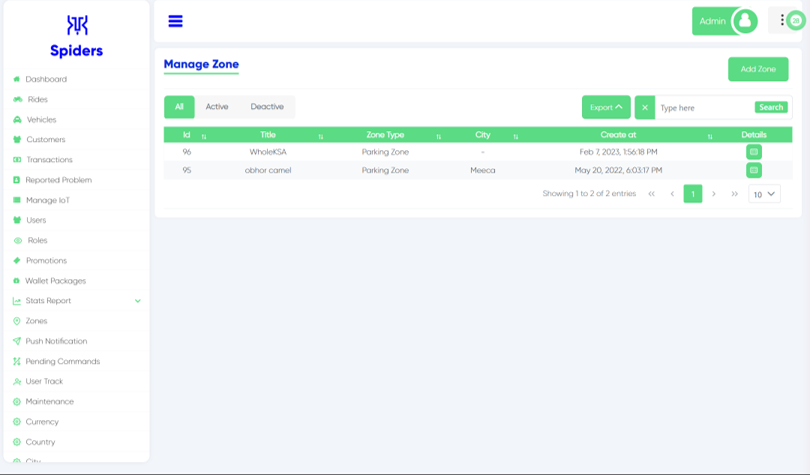 Spiders
Dashboard
Rides
Vehicles
Customers
Transactions
Reported Problem
Manage IoT
Users
Roles
Promotions
Wallet Packages
Stats Report
Zones
Push Notification
Pending Commands
User Track
Maintenance
Currency
Country
City
Admin
26
Manage Zone
Add Zone
All Active Deactive
Export
Type here
Search
Id Title Zone Type City Create at Details
96 WholeKSA Parking Zone - Feb 7, 2023, 1:56:18 PM
95 obhor camel Parking Zone Meeca May 20, 2022, 6:03:17 PM
Showing 1 to 2 of 2 entries << < 1 > >> 10